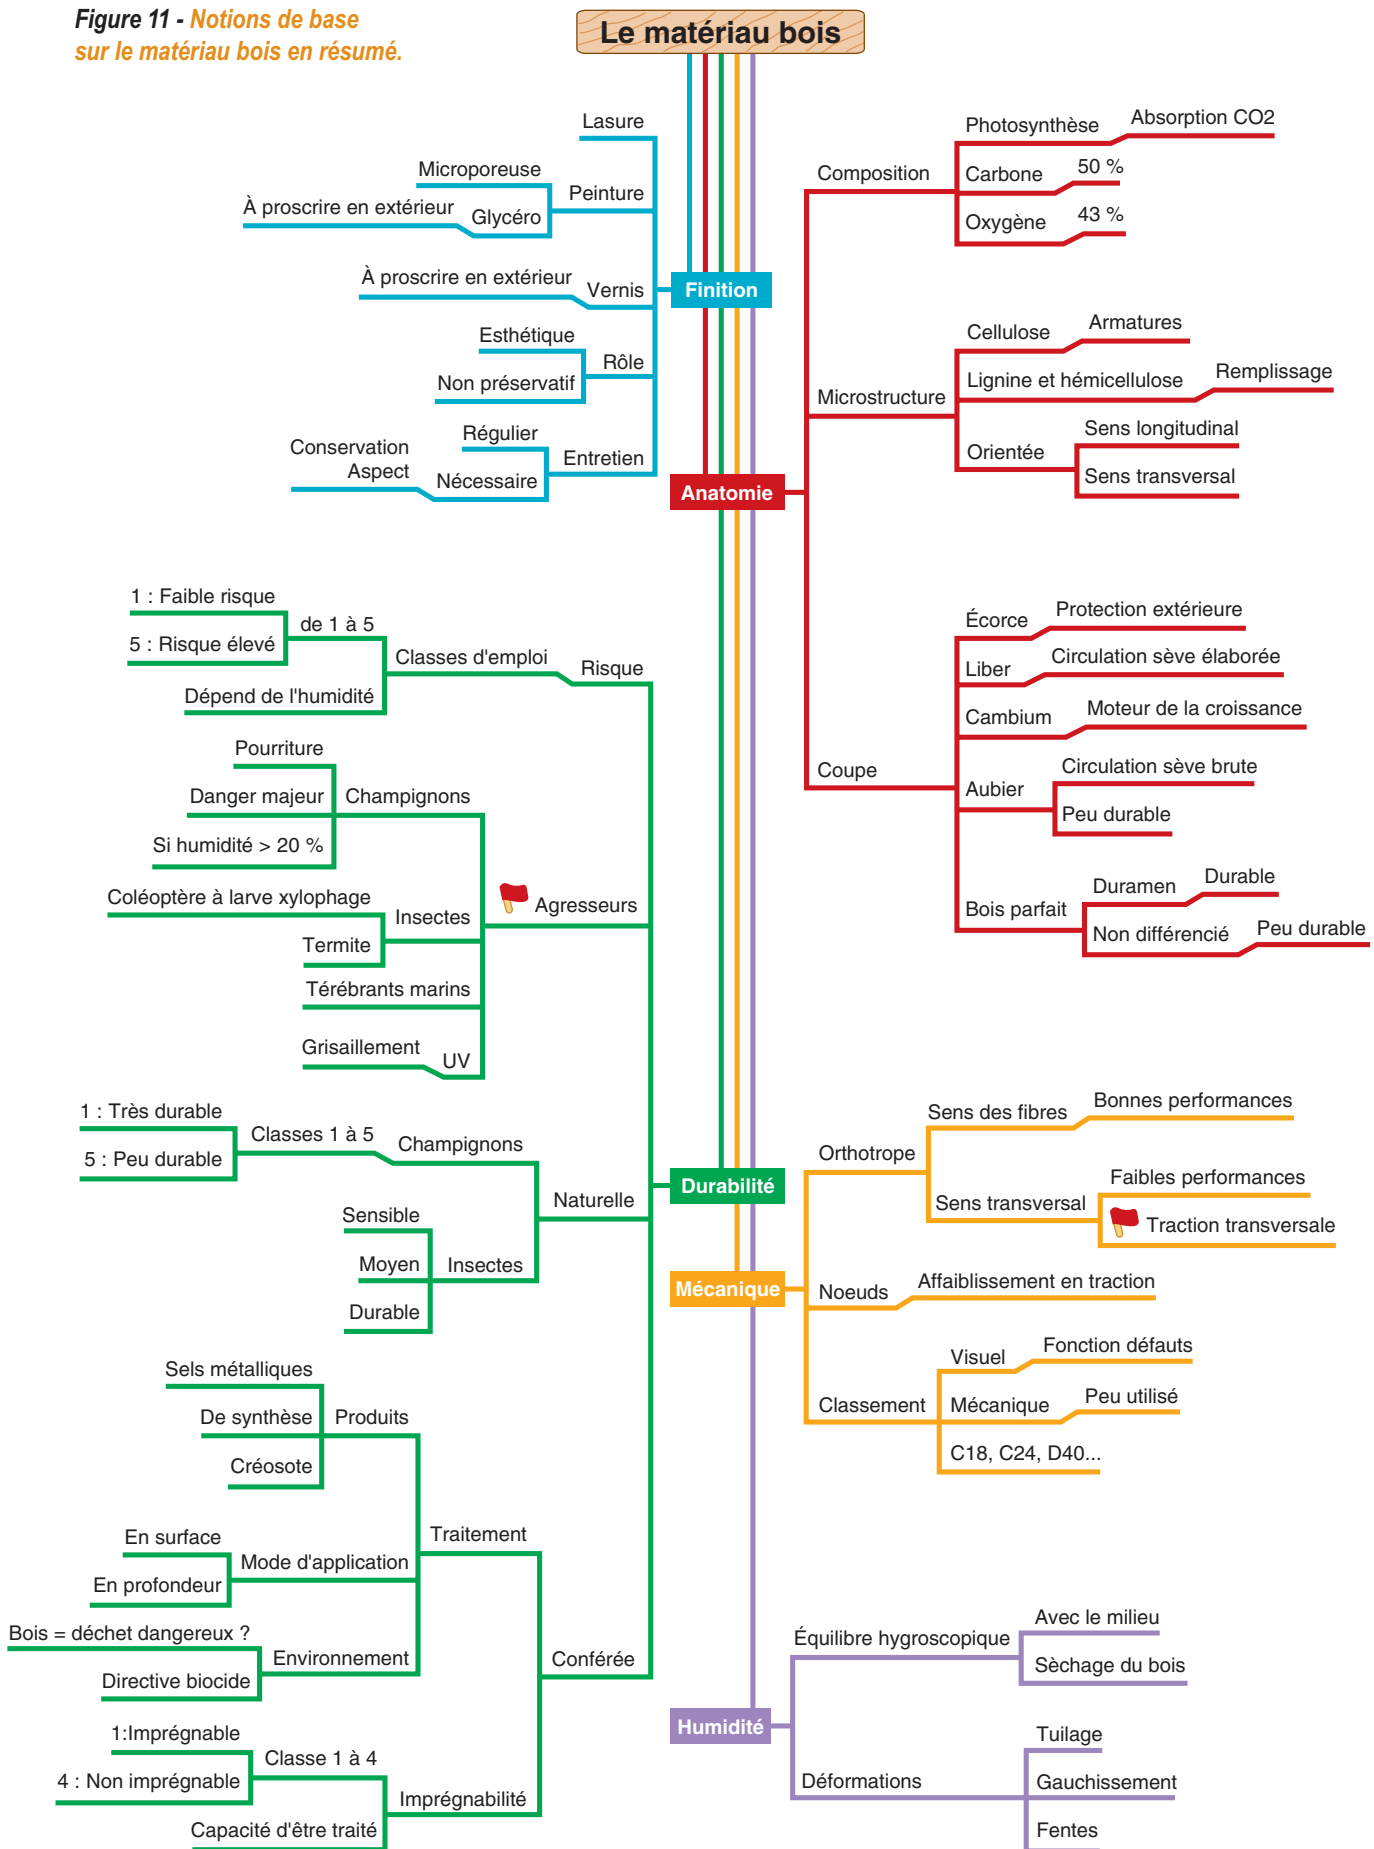 Figure 11 - Notions de base
sur le matériau bois en résumé.
Le matériau bois
Finition
Lasure
Peinture
Microporeuse
Glycéro
À proscrire en extérieur
Vernis
À proscrire en extérieur
Rôle
Esthétique
Non préservatif
Entretien
Régulier
Nécessaire
Conservation
Aspect
Anatomie
Composition
Photosynthèse
Absorption CO2
Carbone
50 %
Oxygène
43 %
Microstructure
Cellulose
Armatures
Lignine et hémicellulose
Remplissage
Orientée
Sens longitudinal
Sens transversal
Coupe
Écorce
Protection extérieure
Liber
Circulation sève élaborée
Cambium
Moteur de la croissance
Aubier
Circulation sève brute
Peu durable
Bois parfait
Duramen
Durable
Non différencié
Peu durable
Durabilité
Risque
Classes d'emploi
de 1 à 5
1 : Faible risque
5 : Risque élevé
Dépend de l'humidité
Agresseurs
Champignons
Pourriture
Danger majeur
Si humidité > 20 %
Insectes
Coléoptère à larve xylophage
Termite
Térébrants marins
UV
Grisaillement
Naturelle
Champignons
Classes 1 à 5
1 : Très durable
5 : Peu durable
Insectes
Sensible
Moyen
Durable
Conférée
Traitement
Produits
Sels métalliques
De synthèse
Créosote
Mode d'application
En surface
En profondeur
Environnement
Bois = déchet dangereux ?
Directive biocide
Imprégnabilité
Classe 1 à 4
1:Imprégnable
4 : Non imprégnable
Capacité d'être traité
Mécanique
Orthotrope
Sens des fibres
Bonnes performances
Sens transversal
Faibles performances
Traction transversale
Noeuds
Affaiblissement en traction
Classement
Visuel
Fonction défauts
Mécanique
Peu utilisé
C18, C24, D40...
Humidité
Équilibre hygroscopique
Avec le milieu
Sèchage du bois
Déformations
Tuilage
Gauchissement
Fentes